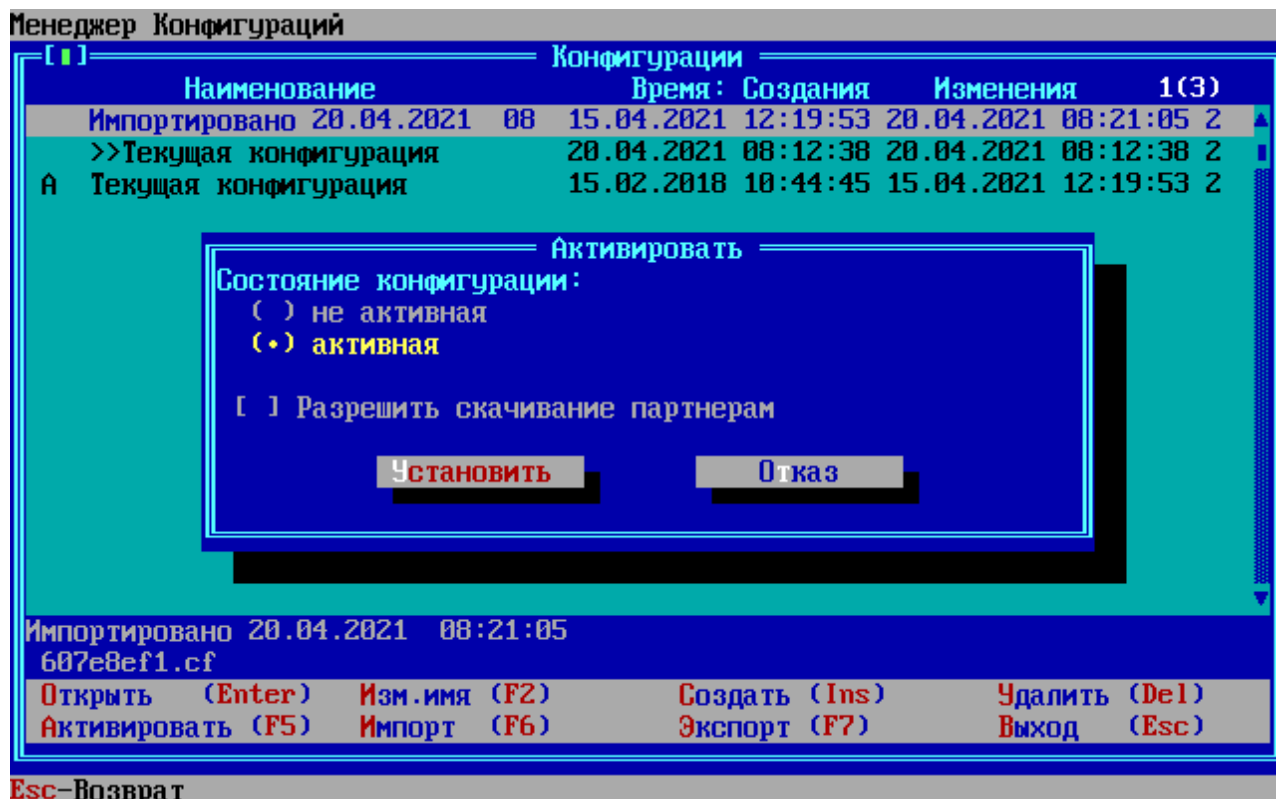 Менеджер Конфигураций
[▮] Конфигурации
Наименование Время: Создания Изменения 1(3)
Импортировано 20.04.2021 08 15.04.2021 12:19:53 20.04.2021 08:21:05 2
>>Текущая конфигурация 20.04.2021 08:12:38 20.04.2021 08:12:38 2
А Текущая конфигурация 15.02.2018 10:44:45 15.04.2021 12:19:53 2
Активировать
Состояние конфигурации:
( ) не активная
(•) активная
[ ] Разрешить скачивание партнерам
Установить Отказ
Импортировано 20.04.2021 08:21:05
607e8ef1.cf
Открыть (Enter) Изм.имя (F2) Создать (Ins) Удалить (Del)
Активировать (F5) Импорт (F6) Экспорт (F7) Выход (Esc)
Esc-Возврат